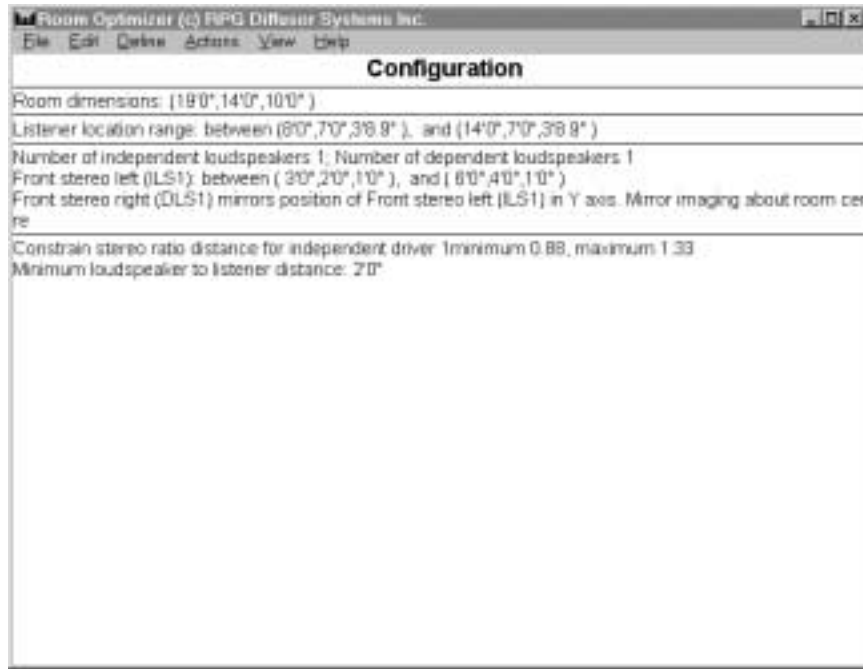 Room Optimizer (c) RPG Diffusor Systems Inc.
File Edit Define Actions View Help
Configuration
Room dimensions: (19'0",14'0",10'0" )
Listener location range: between (8'0",7'0",3'8.9" ), and (14'0",7'0",3'8.9" )
Number of independent loudspeakers 1; Number of dependent loudspeakers 1
Front stereo left (ILS1): between ( 3'0",2'0",1'0" ), and ( 6'0",4'0",1'0" )
Front stereo right (DLS1) mirrors position of Front stereo left (ILS1) in Y axis. Mirror imaging about room cen
re
Constrain stereo ratio distance for independent driver 1minimum 0.88, maximum 1.33
Minimum loudspeaker to listener distance: 2'0"